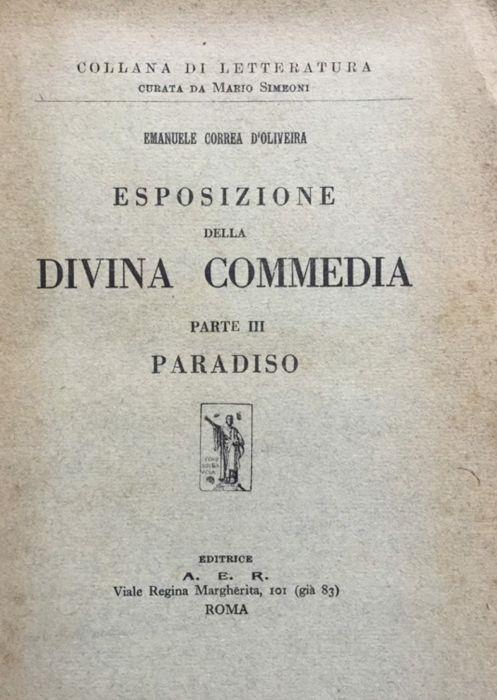 COLLANA DI LETTERATURA
CURATA DA MARIO SIMEONI
EMANUELE CORREA D'OLIVEIRA
ESPOSIZIONE
DELLA
DIVINA COMMEDIA
PARTE III
PARADISO
EDITRICE
A. E. R.
Viale Regina Margherita, 101 (già 83)
ROMA